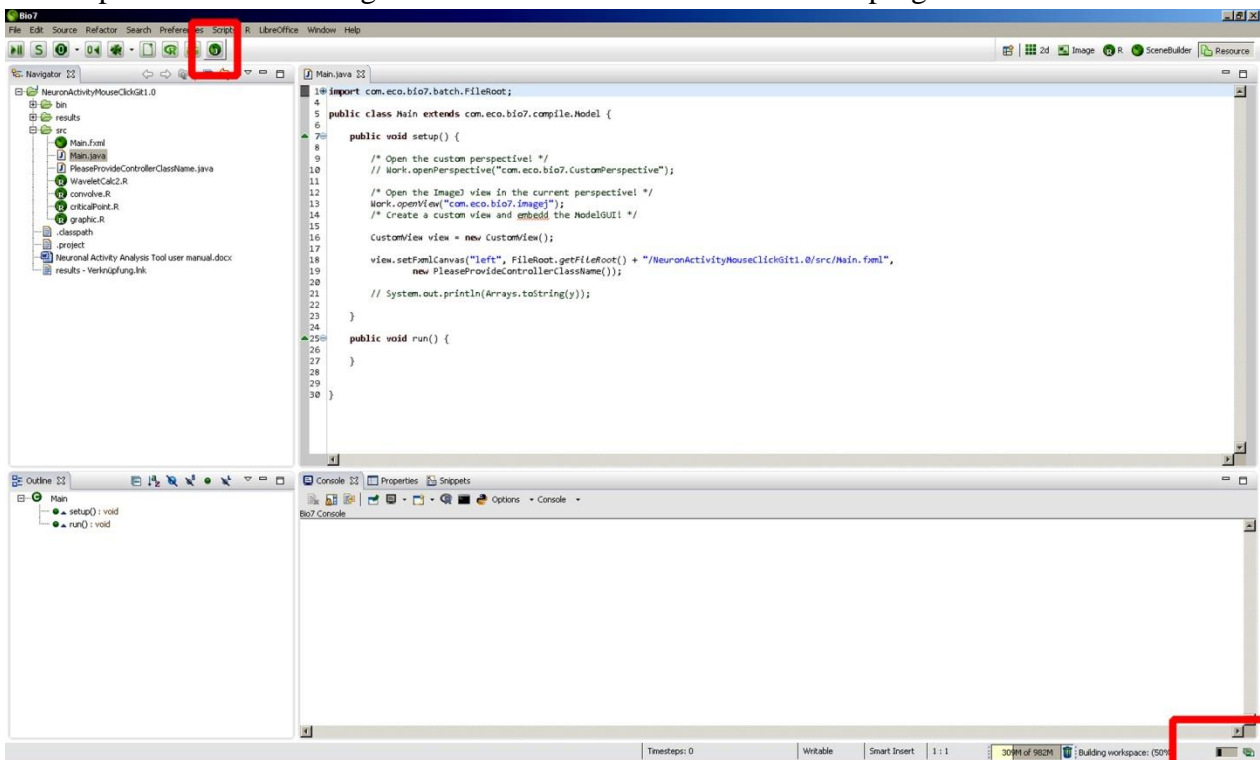 Bio7
File Edit Source Refactor Search Preferences Scripts R LibreOffice Window Help
2d Image R SceneBuilder Resource
Navigator
NeuronActivityMouseClickGit1.0
bin
results
src
Main.fxml
Main.java
PleaseProvideControllerClassName.java
WaveletCalc2.R
convolve.R
criticalPoint.R
graphic.R
.classpath
.project
Neuronal Activity Analysis Tool user manual.docx
results - Verknüpfung.lnk
Main.java
1 import com.eco.bio7.batch.FileRoot;
4
5 public class Main extends com.eco.bio7.compile.Model {
6
7 public void setup() {
8
9 /* Open the custom perspective! */
10 // Work.openPerspective("com.eco.bio7.CustomPerspective");
11
12 /* Open the ImageJ view in the current perspective! */
13 Work.openView("com.eco.bio7.imagej");
14 /* Create a custom view and embedd the ModelGUI! */
15
16 CustomView view = new CustomView();
17
18 view.setFxmlCanvas("left", FileRoot.getFileRoot() + "/NeuronActivityMouseClickGit1.0/src/Main.fxml",
19 new PleaseProvideControllerClassName());
20
21 // System.out.println(Arrays.toString(y));
22
23 }
24
25 public void run() {
26
27 }
28
29
30 }
Outline
Main
setup() : void
run() : void
Console Properties Snippets
Options Console
Bio7 Console
Timesteps: 0 Writable Smart Insert 1 : 1 309M of 982M Building workspace: (50%